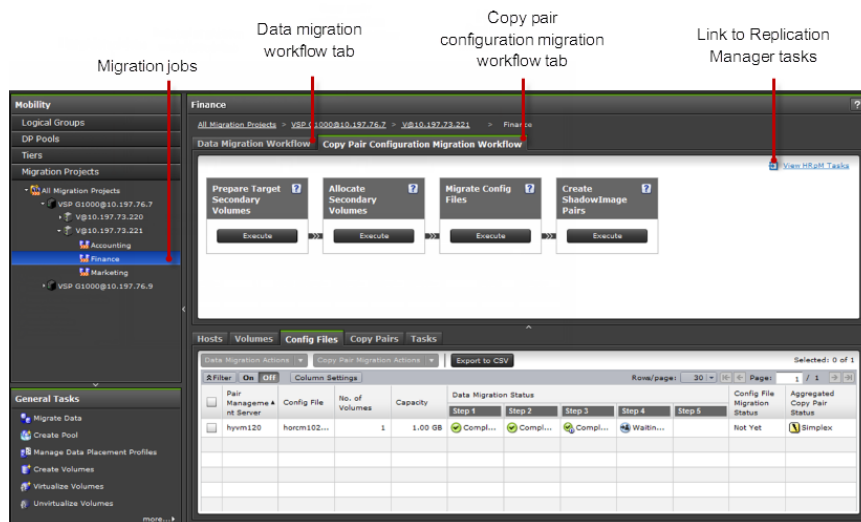 Data migration
workflow tab
Copy pair
configuration migration
workflow tab
Link to Replication
Manager tasks
Migration jobs
Mobility
Logical Groups
DP Pools
Tiers
Migration Projects
All Migration Projects
VSP G1000@10.197.76.7
V@10.197.73.220
V@10.197.73.221
Accounting
Finance
Marketing
VSP G1000@10.197.76.9
General Tasks
Migrate Data
Create Pool
Manage Data Placement Profiles
Create Volumes
Virtualize Volumes
Unvirtualize Volumes
more...
Finance
?
All Migration Projects > VSP G1000@10.197.76.7 > V@10.197.73.221 > Finance
Data Migration Workflow Copy Pair Configuration Migration Workflow
View HRpM Tasks
Prepare Target
Secondary
Volumes
?
Execute
Allocate
Secondary
Volumes
?
Execute
Migrate Config
Files
?
Execute
Create
ShadowImage
Pairs
?
Execute
Hosts Volumes Config Files Copy Pairs Tasks
Data Migration Actions Copy Pair Migration Actions Export to CSV Selected: 0 of 1
Filter On Off Column Settings Rows/page: 30 Page: 1 / 1
Pair
Manageme
nt Server
Config File
No. of
Volumes
Capacity
Data Migration Status
Step 1 Step 2 Step 3 Step 4 Step 5
Config File
Migration
Status
Aggregated
Copy Pair
Status
hyvm120 horcm102... 1 1.00 GB Compl... Compl... Compl... Waitin... Not Yet Simplex